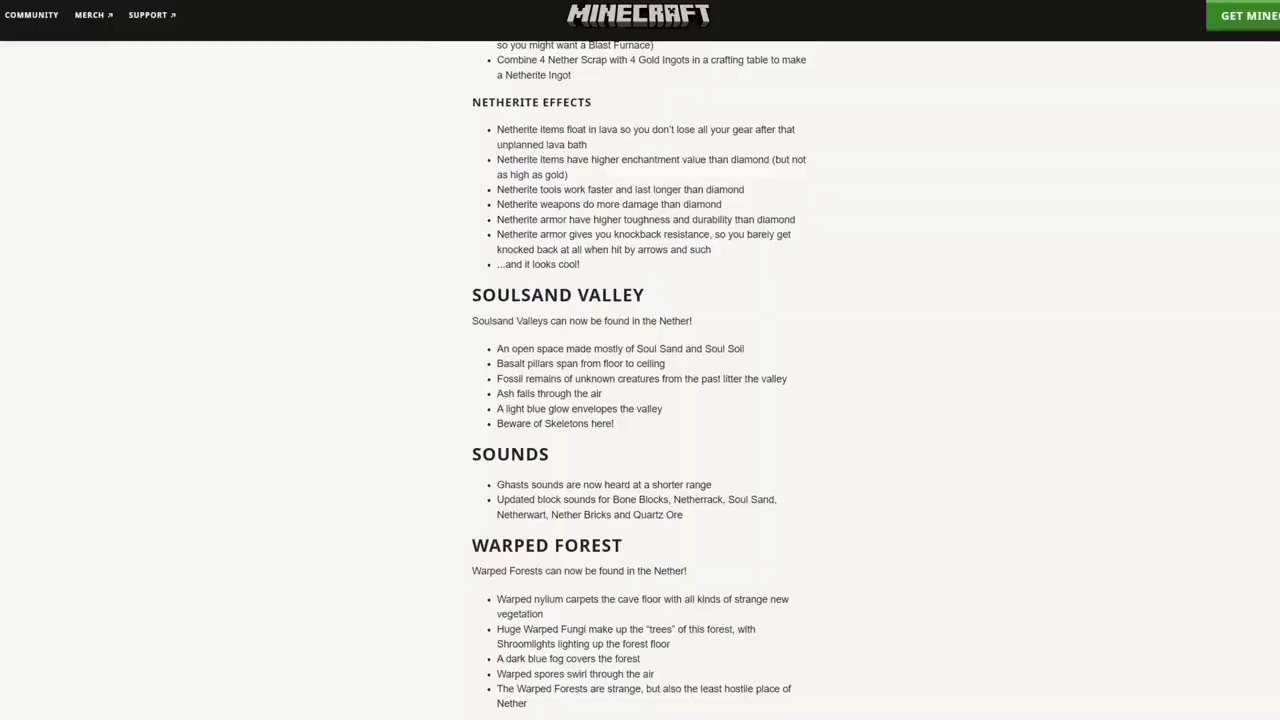 COMMUNITY MERCH ↗ SUPPORT ↗ MINECRAFT GET MINE
so you might want a Blast Furnace)
• Combine 4 Nether Scrap with 4 Gold Ingots in a crafting table to make
a Netherite Ingot
NETHERITE EFFECTS
• Netherite items float in lava so you don't lose all your gear after that
unplanned lava bath
• Netherite items have higher enchantment value than diamond (but not
as high as gold)
• Netherite tools work faster and last longer than diamond
• Netherite weapons do more damage than diamond
• Netherite armor have higher toughness and durability than diamond
• Netherite armor gives you knockback resistance, so you barely get
knocked back at all when hit by arrows and such
• ...and it looks cool!
SOULSAND VALLEY
Soulsand Valleys can now be found in the Nether!
• An open space made mostly of Soul Sand and Soul Soil
• Basalt pillars span from floor to ceiling
• Fossil remains of unknown creatures from the past litter the valley
• Ash falls through the air
• A light blue glow envelopes the valley
• Beware of Skeletons here!
SOUNDS
• Ghasts sounds are now heard at a shorter range
• Updated block sounds for Bone Blocks, Netherrack, Soul Sand,
Netherwart, Nether Bricks and Quartz Ore
WARPED FOREST
Warped Forests can now be found in the Nether!
• Warped nylium carpets the cave floor with all kinds of strange new
vegetation
• Huge Warped Fungi make up the “trees” of this forest, with
Shroomlights lighting up the forest floor
• A dark blue fog covers the forest
• Warped spores swirl through the air
• The Warped Forests are strange, but also the least hostile place of
Nether